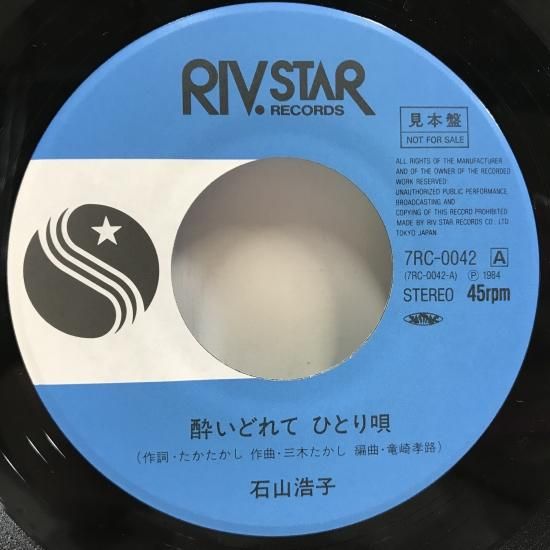 RIV.STAR
RECORDS
見本盤
NOT FOR SALE
ALL RIGHTS OF THE MANUFACTURER
AND OF THE OWNER OF THE RECORDED
WORK RESERVED
UNAUTHORIZED PUBLIC PERFORMANCE
BROADCASTING AND
COPYING OF THIS RECORD PROHIBITED
MADE BY RIV STAR RECORDS CO., LTD
TOKYO JAPAN
7RC-0042 A
(7RC-0042-A) Ⓟ 1984
STEREO 45rpm
酔いどれて ひとり唄
(作詞・たかたかし 作曲・三木たかし 編曲・竜崎孝路)
石山浩子